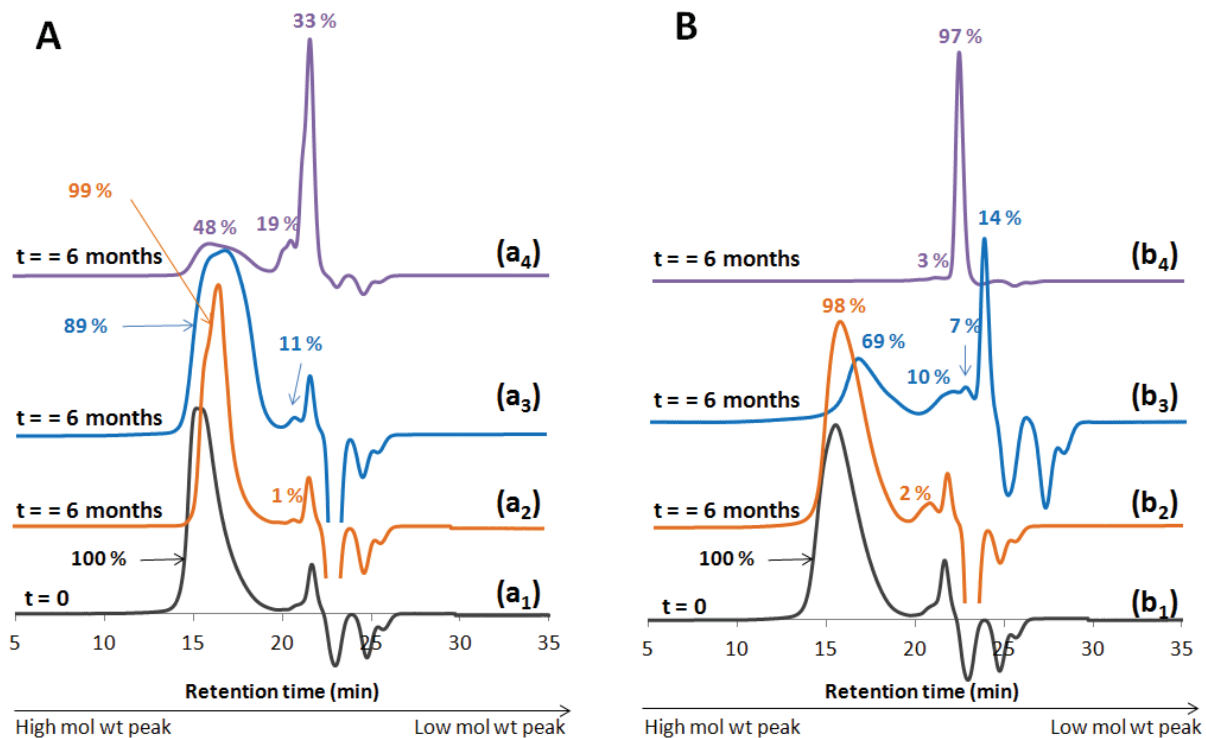 A
33 %
99 %
48 %
19 %
t = = 6 months
(a4)
89 %
11 %
t = = 6 months
(a3)
1 %
t = = 6 months
(a2)
100 %
t = 0
(a1)
5 10 15 20 25 30 35
Retention time (min)
High mol wt peak Low mol wt peak
B
97 %
14 %
3 %
t = = 6 months
(b4)
98 %
69 %
7 %
10 %
t = = 6 months
(b3)
2 %
t = = 6 months
(b2)
100 %
t = 0
(b1)
5 10 15 20 25 30 35
Retention time (min)
High mol wt peak Low mol wt peak